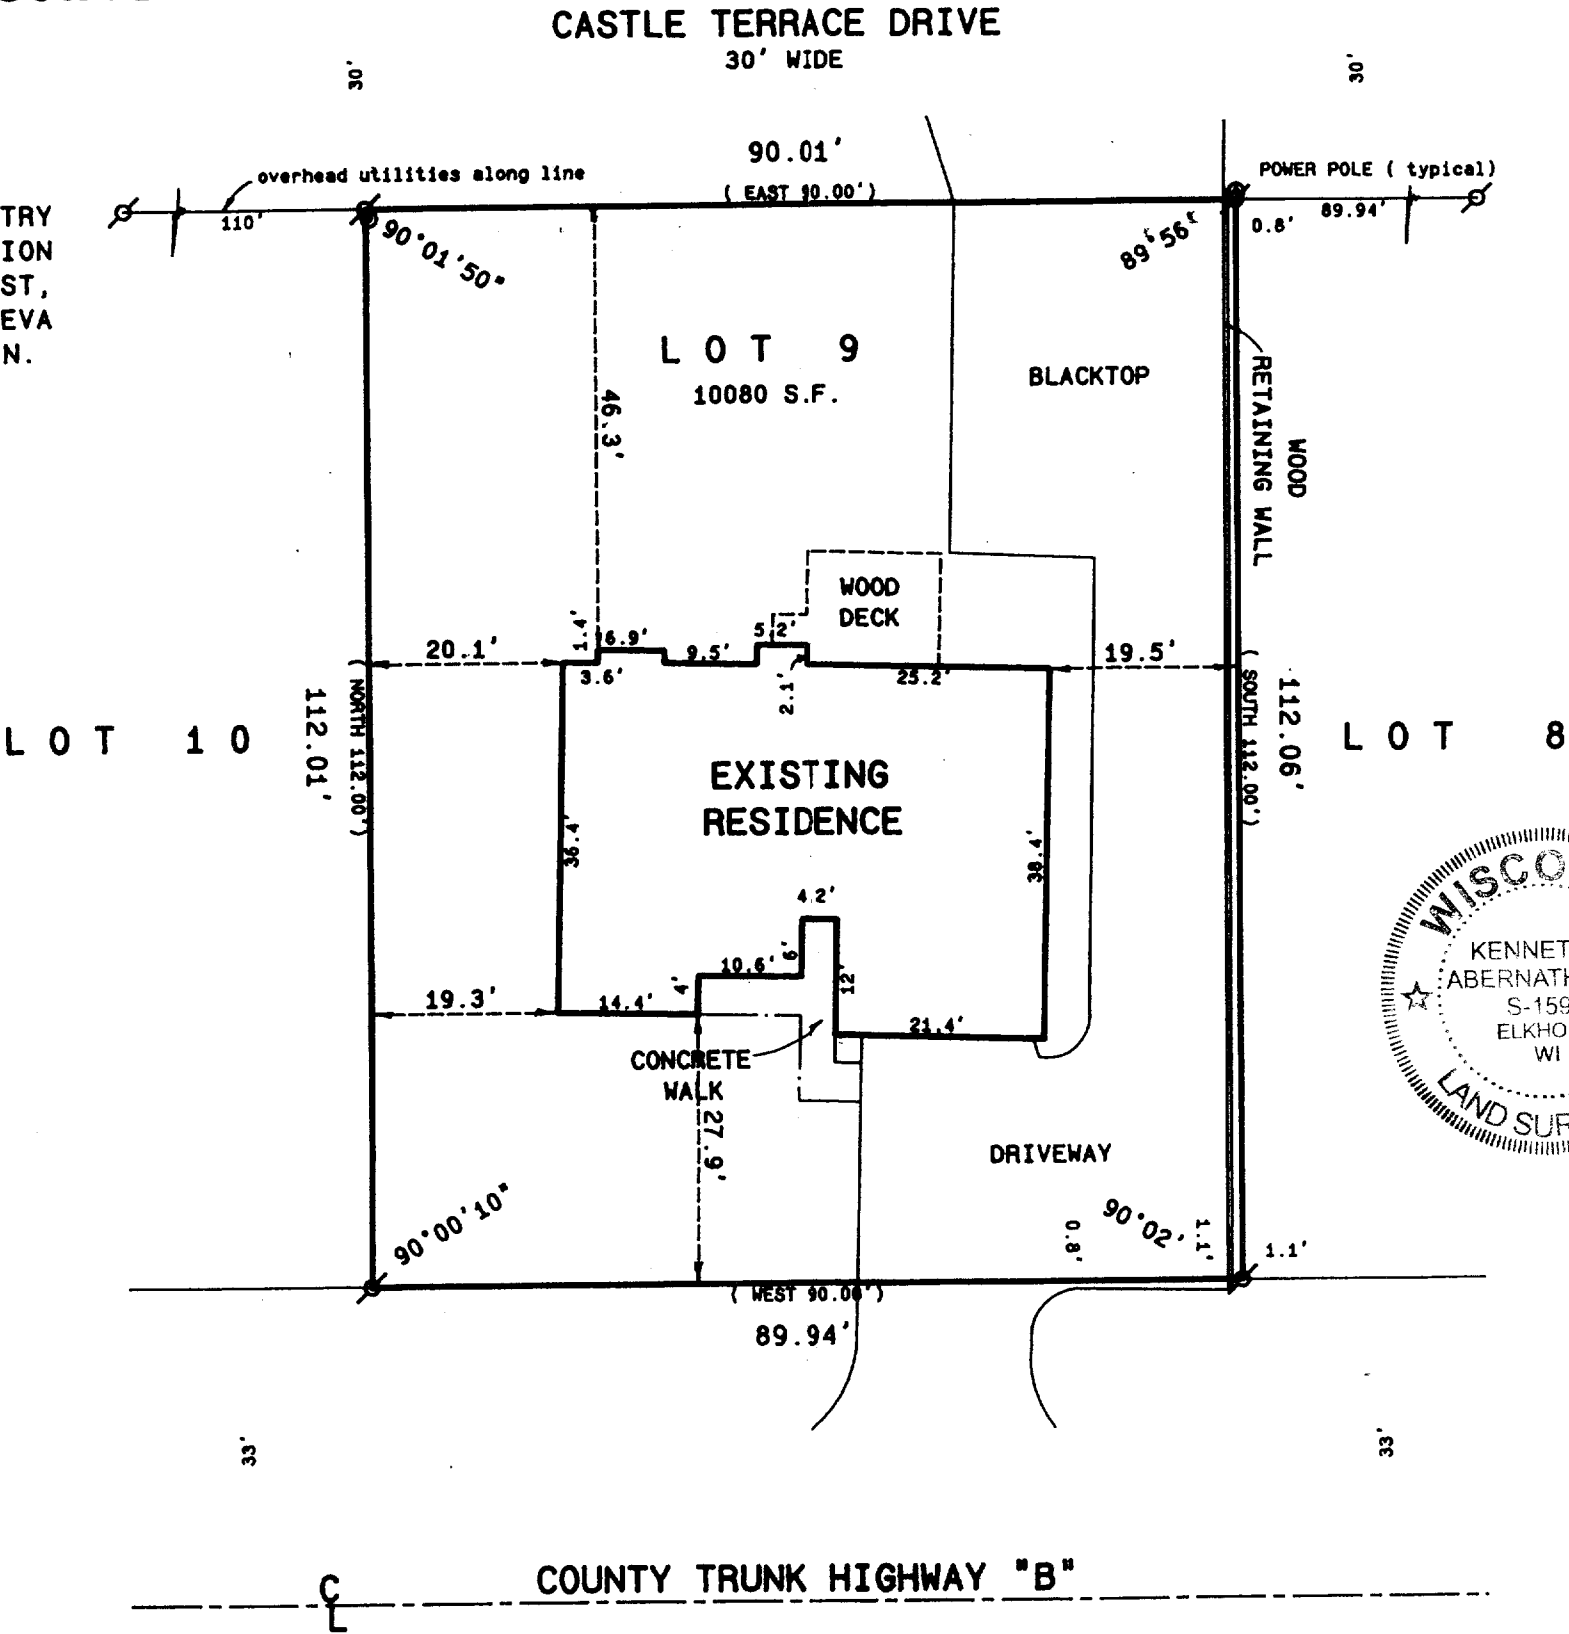 CASTLE TERRACE DRIVE
30' WIDE
30'
30'
90.01'
( EAST 90.00')
overhead utilities along line
POWER POLE ( typical)
110'
0.8'
89.94'
TRY
ION
ST,
EVA
N.
90°01'50"
LOT 9
10080 S.F.
BLACKTOP
WOOD
RETAINING WALL
46.3'
WOOD
DECK
20.1'
1.4'
6.9'
3.6'
9.5'
5.2'
2.1'
25.2'
19.5'
LOT 10
112.01'
( NORTH 112.00')
( SOUTH 112.00')
112.06'
LOT 8
EXISTING
RESIDENCE
36.4'
38.4'
4.2'
6'
10.6'
12'
4'
19.3'
14.4'
21.4'
CONCRETE
WALK
27.9'
DRIVEWAY
90°00'10"
90°02'
0.8'
1.1'
1.1'
89.94'
WISCO
KENNET
ABERNATH
S-159
ELKHO
WI
LAND SUR
33'
33'
COUNTY TRUNK HIGHWAY "B"
CL